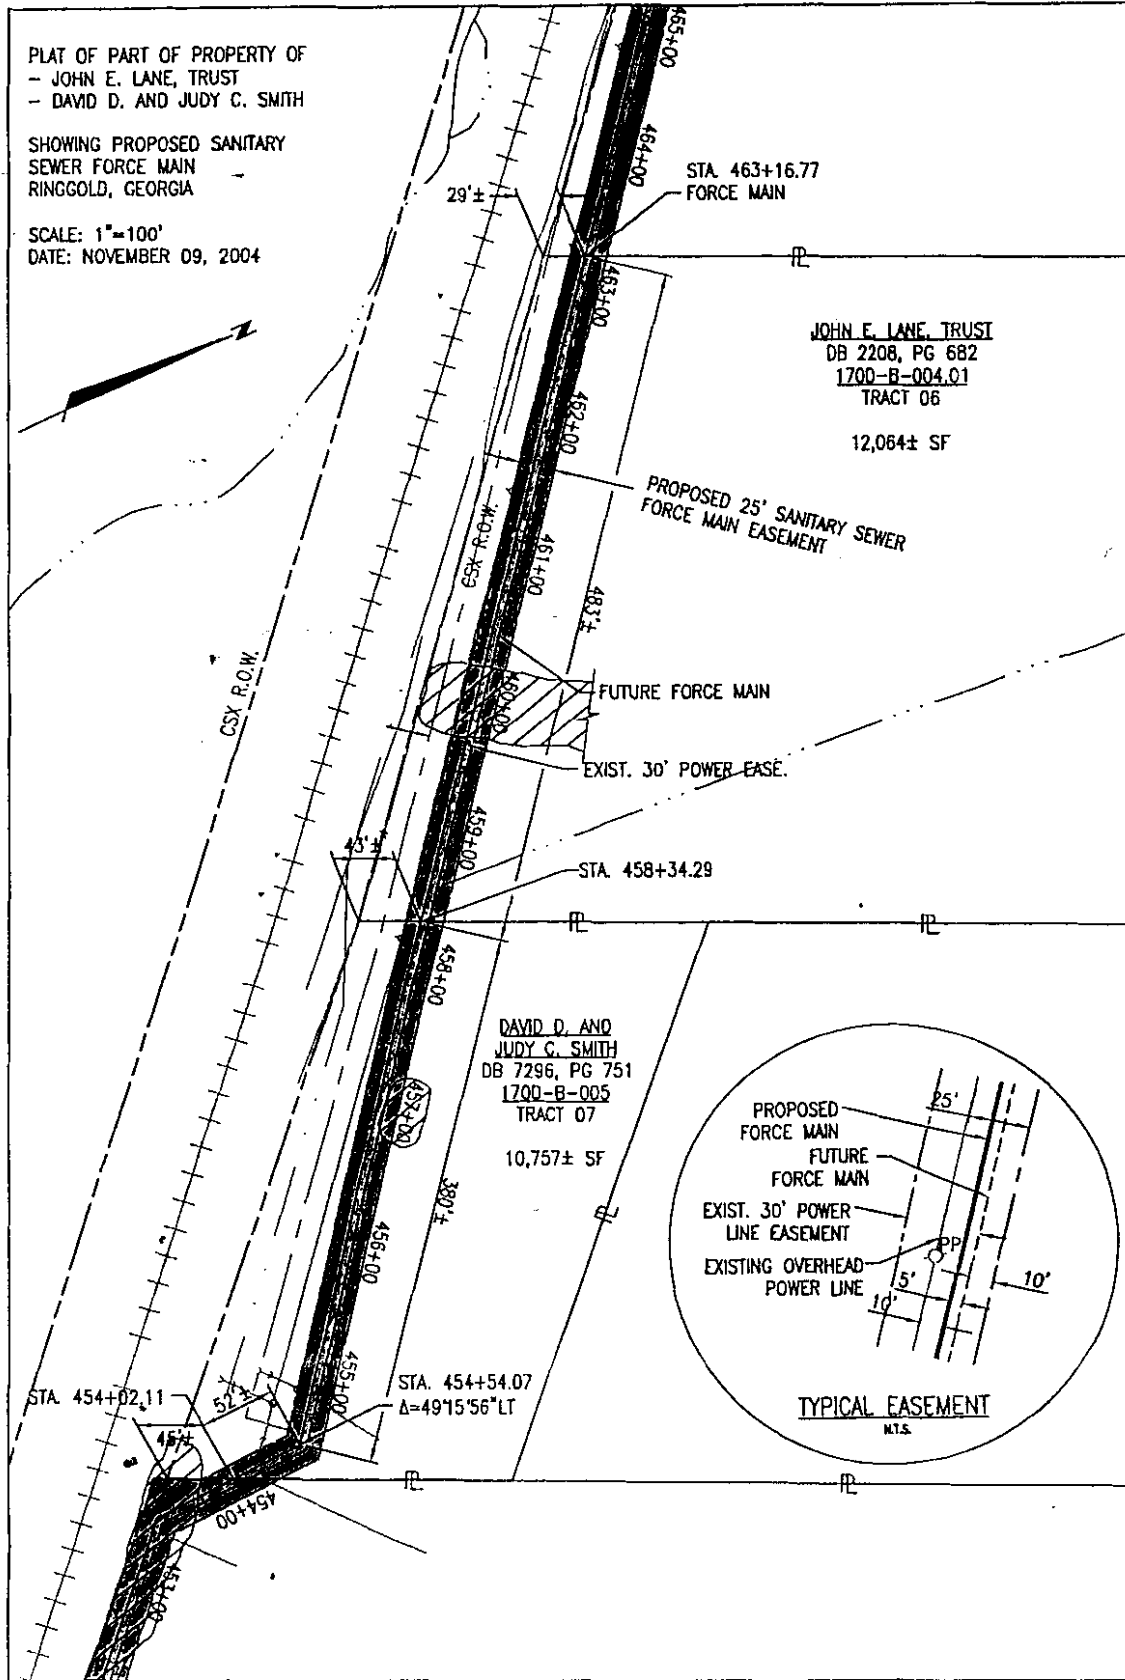 PLAT OF PART OF PROPERTY OF
- JOHN E. LANE, TRUST
- DAVID D. AND JUDY C. SMITH
SHOWING PROPOSED SANITARY
SEWER FORCE MAIN
RINGGOLD, GEORGIA
SCALE: 1"=100'
DATE: NOVEMBER 09, 2004
N
465+00
464+00
STA. 463+16.77
FORCE MAIN
29'±
PL
463+00
JOHN E. LANE, TRUST
DB 2208, PG 682
1700-B-004.01
TRACT 06
12,064± SF
462+00
PROPOSED 25' SANITARY SEWER
FORCE MAIN EASEMENT
CSX R.O.W.
461+00
483'±
CSX R.O.W.
460+00
FUTURE FORCE MAIN
EXIST. 30' POWER EASE.
459+00
43'±
STA. 458+34.29
PL
PL
458+00
DAVID D. AND
JUDY C. SMITH
DB 7296, PG 751
1700-B-005
TRACT 07
10,757± SF
457+00
380'±
PL
456+00
455+00
STA. 454+02.11
52'±
45'±
STA. 454+54.07
Δ=49°15'56"LT
PL
PL
454+00
453+00
25'
PROPOSED
FORCE MAIN
FUTURE
FORCE MAIN
EXIST. 30' POWER
LINE EASEMENT
PP
EXISTING OVERHEAD
POWER LINE
5'
10'
10'
TYPICAL EASEMENT
N.T.S.